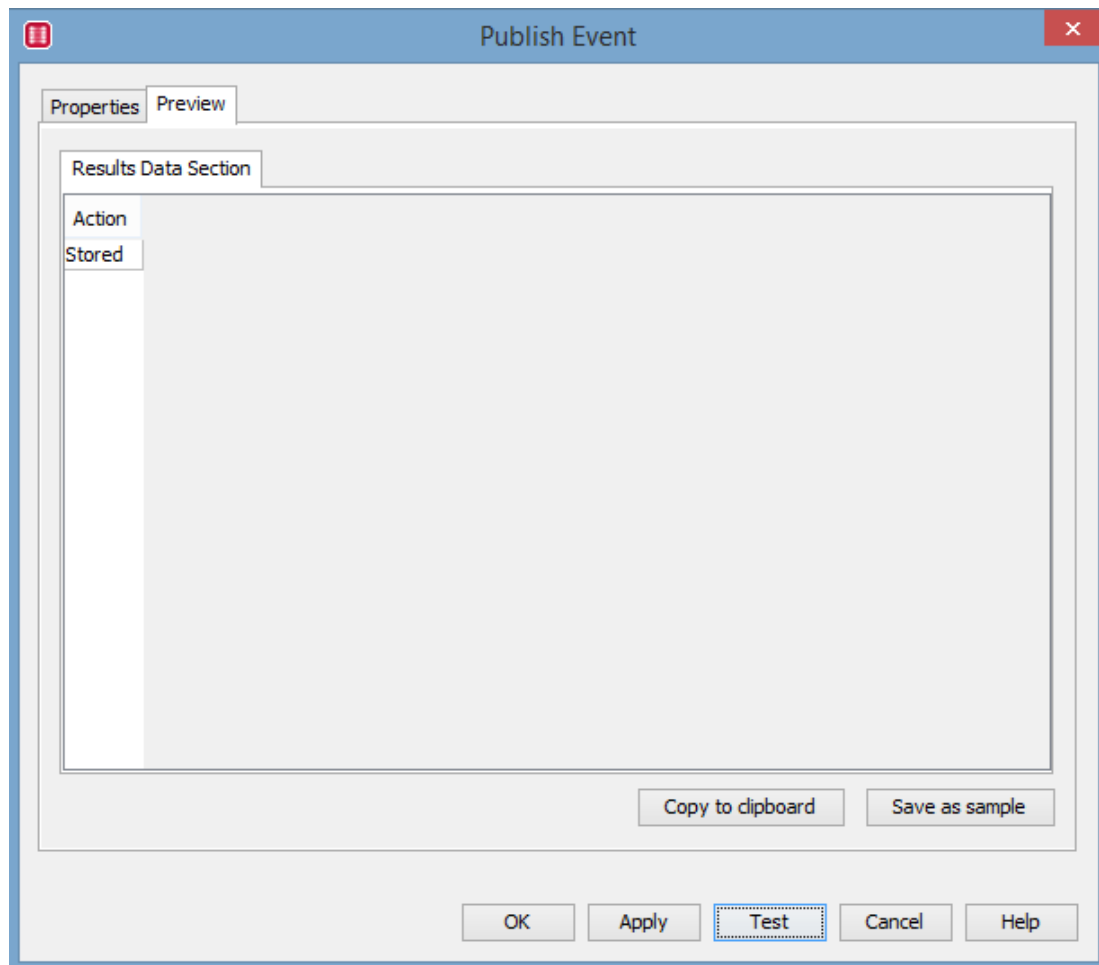 Publish Event
Properties Preview
Results Data Section
Action
Stored
Copy to clipboard Save as sample
OK Apply Test Cancel Help